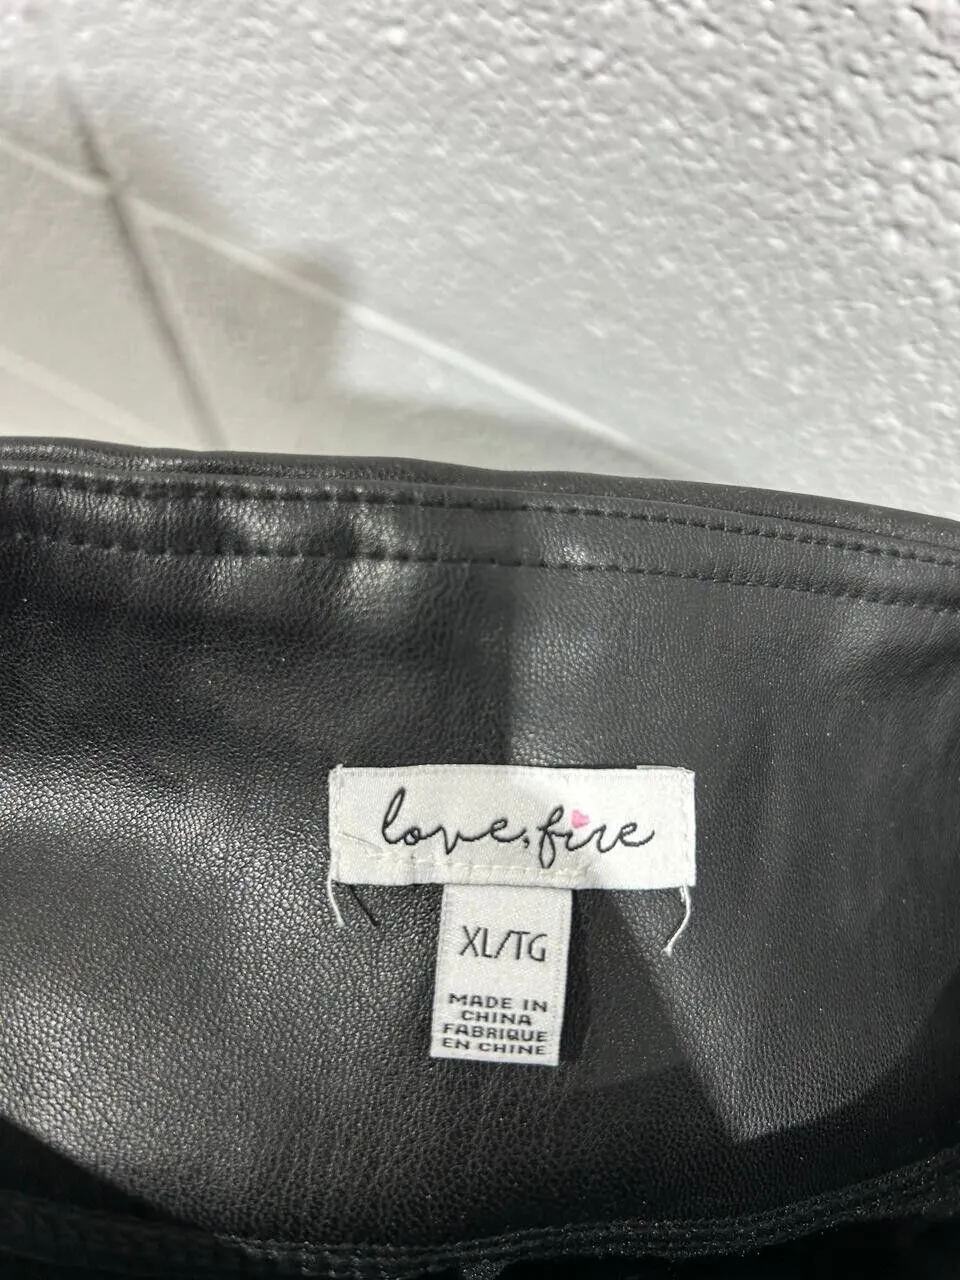 love, fire
XL/TG
MADE IN
CHINA
FABRIQUE
EN CHINE